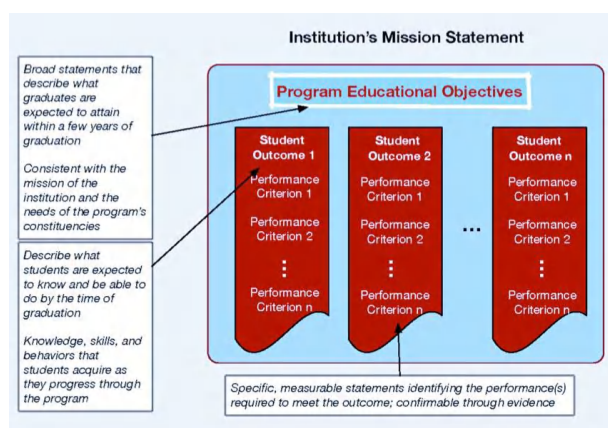 Institution's Mission Statement
Broad statements that
describe what
graduates are
expected to attain
within a few years of
graduation
Consistent with the
mission of the
institution and the
needs of the program's
constituencies
Describe what
students are expected
to know and be able to
do by the time of
graduation
Knowledge, skills, and
behaviors that
students acquire as
they progress through
the program
Program Educational Objectives
Student
Outcome 1
Performance
Criterion 1
Performance
Criterion 2
Performance
Criterion n
Student
Outcome 2
Performance
Criterion 1
Performance
Criterion 2
Performance
Criterion n
...
Student
Outcome n
Performance
Criterion 1
Performance
Criterion 2
Performance
Criterion n
Specific, measurable statements identifying the performance(s)
required to meet the outcome; confirmable through evidence